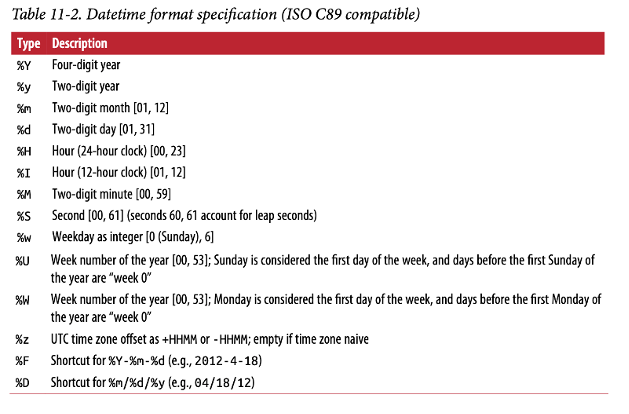 Table 11-2. Datetime format specification (ISO C89 compatible)
Type Description
%Y Four-digit year
%y Two-digit year
%m Two-digit month [01, 12]
%d Two-digit day [01, 31]
%H Hour (24-hour clock) [00, 23]
%I Hour (12-hour clock) [01, 12]
%M Two-digit minute [00, 59]
%S Second [00, 61] (seconds 60, 61 account for leap seconds)
%w Weekday as integer [0 (Sunday), 6]
%U Week number of the year [00, 53]; Sunday is considered the first day of the week, and days before the first Sunday of
the year are “week 0”
%W Week number of the year [00, 53]; Monday is considered the first day of the week, and days before the first Monday of
the year are “week 0”
%z UTC time zone offset as +HHMM or -HHMM; empty if time zone naive
%F Shortcut for %Y-%m-%d (e.g., 2012-4-18)
%D Shortcut for %m/%d/%y (e.g., 04/18/12)